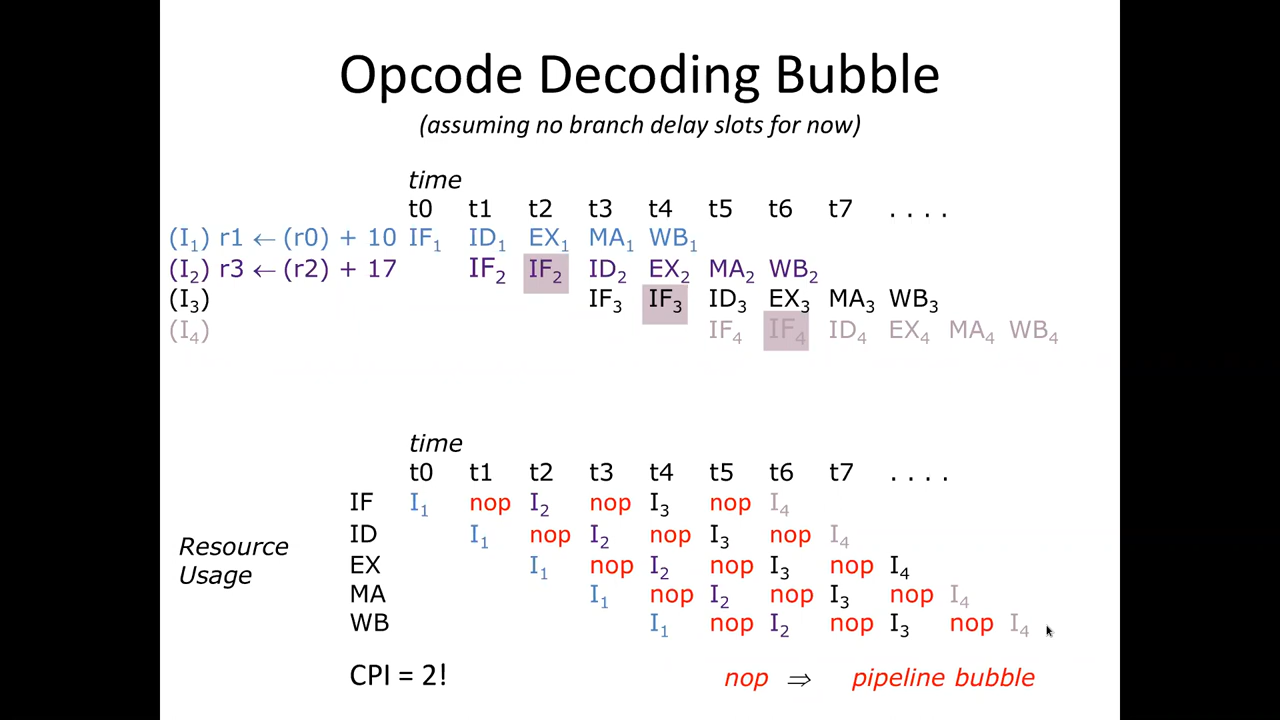 Opcode Decoding Bubble
(assuming no branch delay slots for now)
time
t0 t1 t2 t3 t4 t5 t6 t7 . . . .
(I₁) r1 ← (r0) + 10 IF₁ ID₁ EX₁ MA₁ WB₁
(I₂) r3 ← (r2) + 17 IF₂ IF₂ ID₂ EX₂ MA₂ WB₂
(I₃) IF₃ IF₃ ID₃ EX₃ MA₃ WB₃
(I₄) IF₄ IF₄ ID₄ EX₄ MA₄ WB₄
time
t0 t1 t2 t3 t4 t5 t6 t7 . . . .
IF I₁ nop I₂ nop I₃ nop I₄
ID I₁ nop I₂ nop I₃ nop I₄
Resource
Usage
EX I₁ nop I₂ nop I₃ nop I₄
MA I₁ nop I₂ nop I₃ nop I₄
WB I₁ nop I₂ nop I₃ nop I₄
CPI = 2!
nop ⇒ pipeline bubble